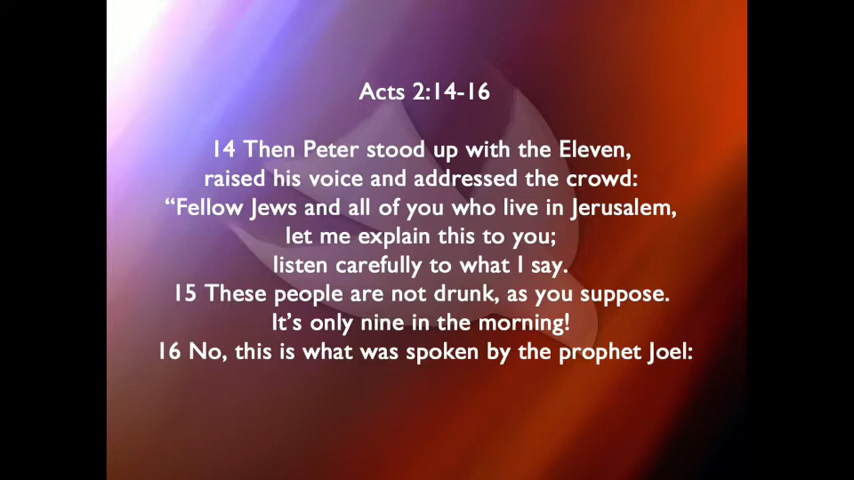 Acts 2:14-16
14 Then Peter stood up with the Eleven,
raised his voice and addressed the crowd:
“Fellow Jews and all of you who live in Jerusalem,
let me explain this to you;
listen carefully to what I say.
15 These people are not drunk, as you suppose.
It’s only nine in the morning!
16 No, this is what was spoken by the prophet Joel: